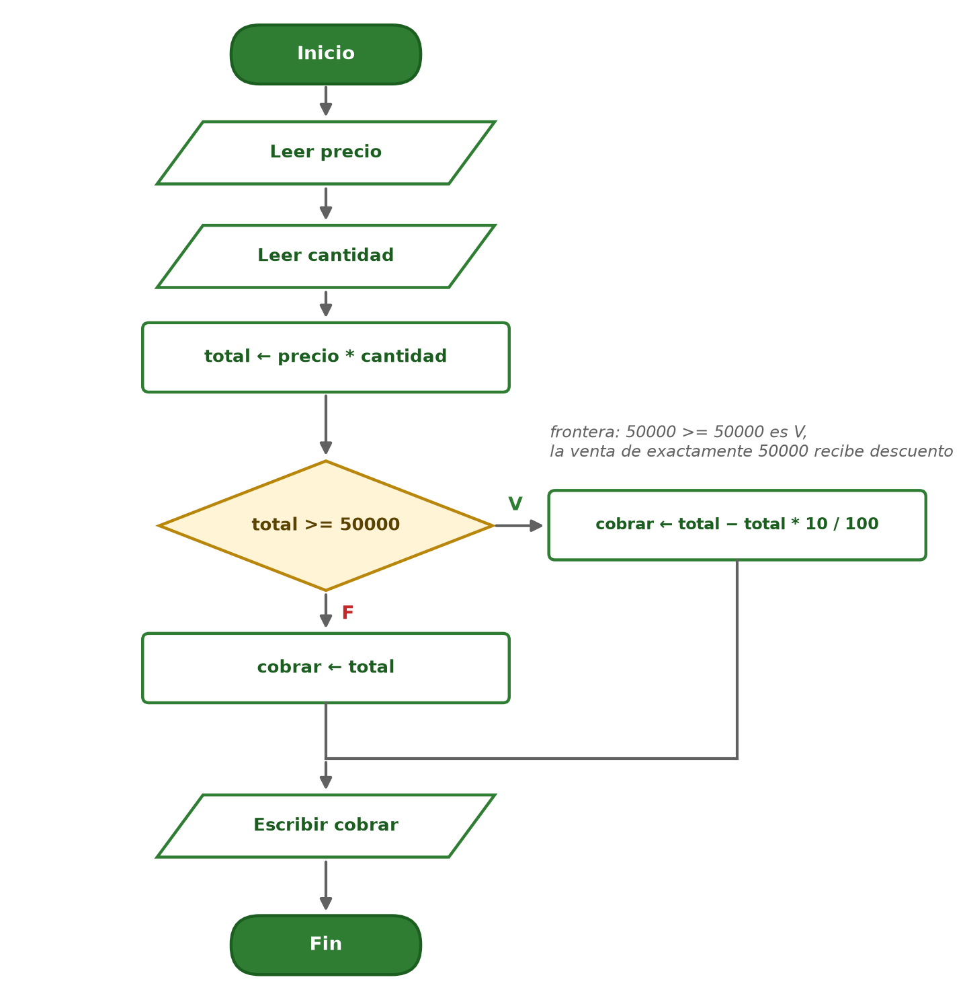 Inicio
Leer precio
Leer cantidad
total ← precio * cantidad
frontera: 50000 >= 50000 es V,
la venta de exactamente 50000 recibe descuento
total >= 50000
V
cobrar ← total − total * 10 / 100
F
cobrar ← total
Escribir cobrar
Fin